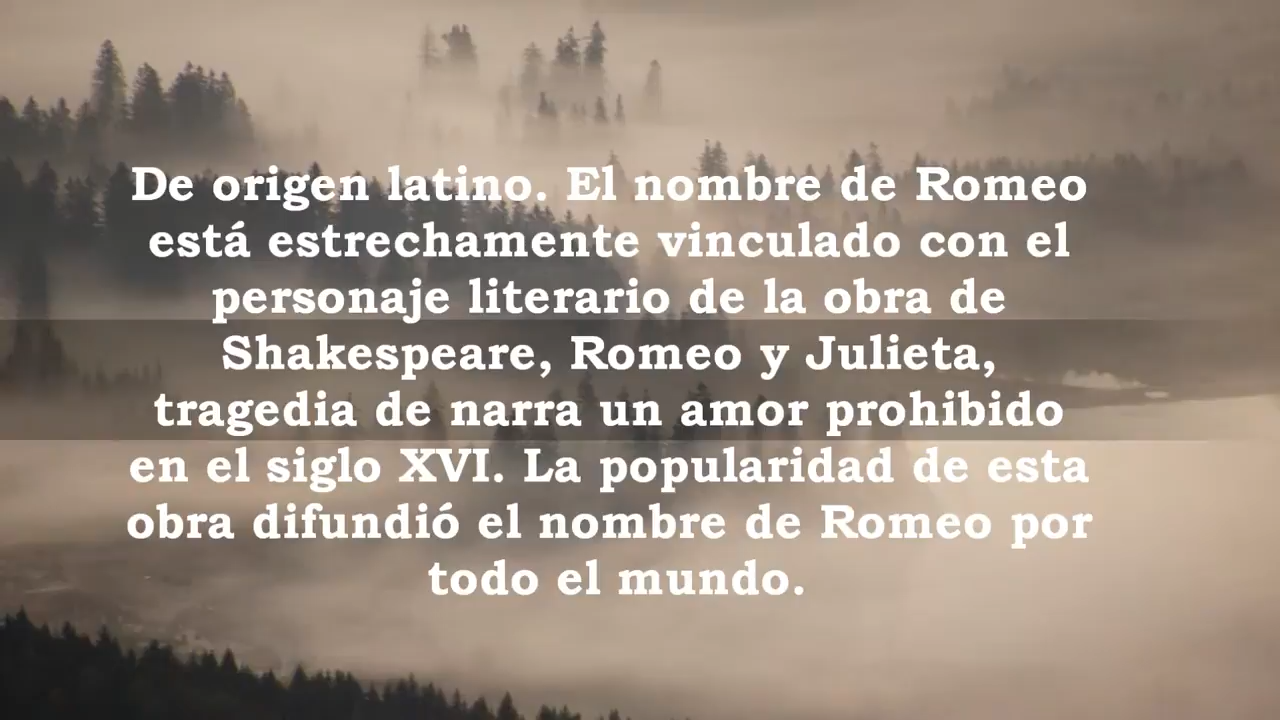 De origen latino. El nombre de Romeo
está estrechamente vinculado con el
personaje literario de la obra de
Shakespeare, Romeo y Julieta,
tragedia de narra un amor prohibido
en el siglo XVI. La popularidad de esta
obra difundió el nombre de Romeo por
todo el mundo.